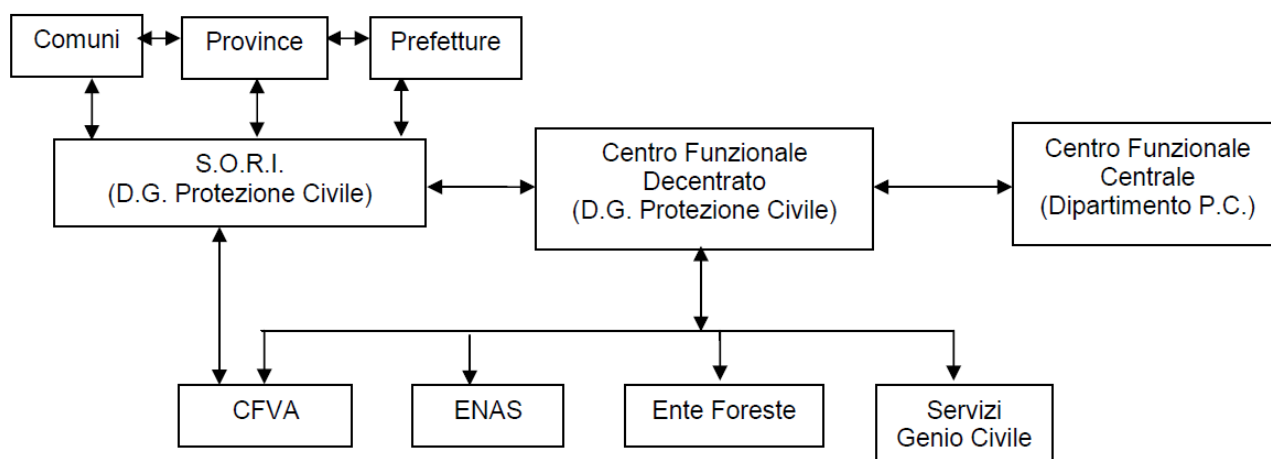 Comuni
Province
Prefetture
S.O.R.I.
(D.G. Protezione Civile)
Centro Funzionale
Decentrato
(D.G. Protezione Civile)
Centro Funzionale
Centrale
(Dipartimento P.C.)
CFVA
ENAS
Ente Foreste
Servizi
Genio Civile